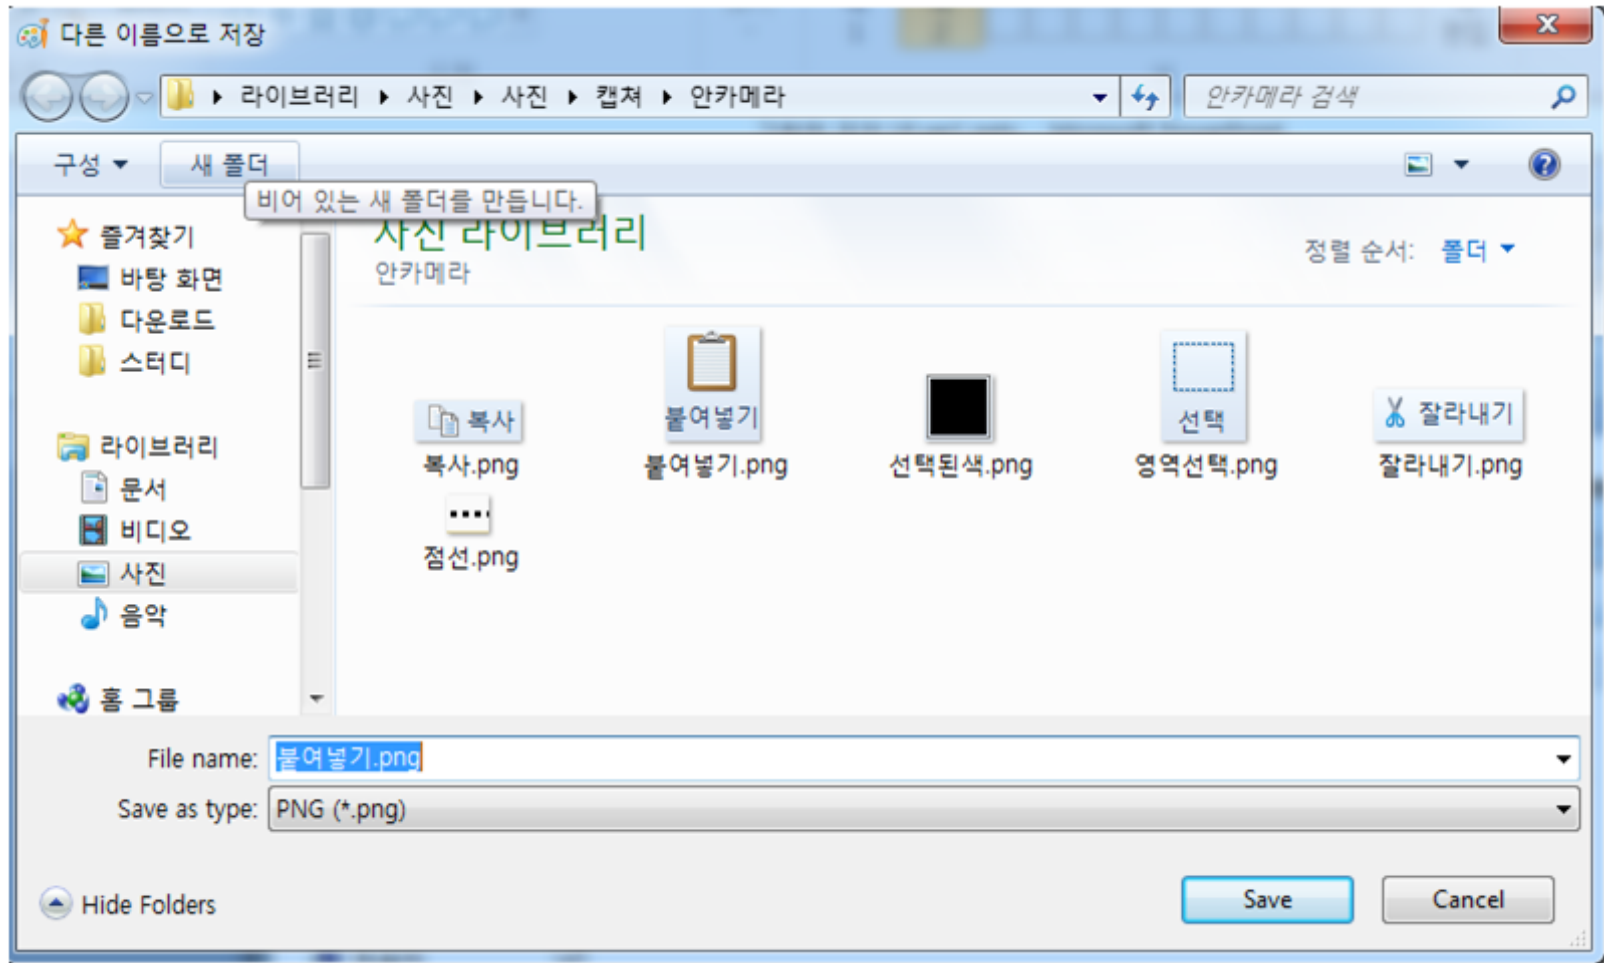 다른 이름으로 저장
라이브러리 ▶ 사진 ▶ 사진 ▶ 캡쳐 ▶ 안카메라
안카메라 검색
구성
새 폴더
비어 있는 새 폴더를 만듭니다.
즐겨찾기
바탕 화면
다운로드
스터디
라이브러리
문서
비디오
사진
음악
홈 그룹
사진 라이브러리
안카메라
정렬 순서: 폴더
복사
붙여넣기
선택
잘라내기
복사.png
붙여넣기.png
선택된색.png
영역선택.png
잘라내기.png
점선.png
File name: 붙여넣기.png
Save as type: PNG (*.png)
Hide Folders
Save
Cancel